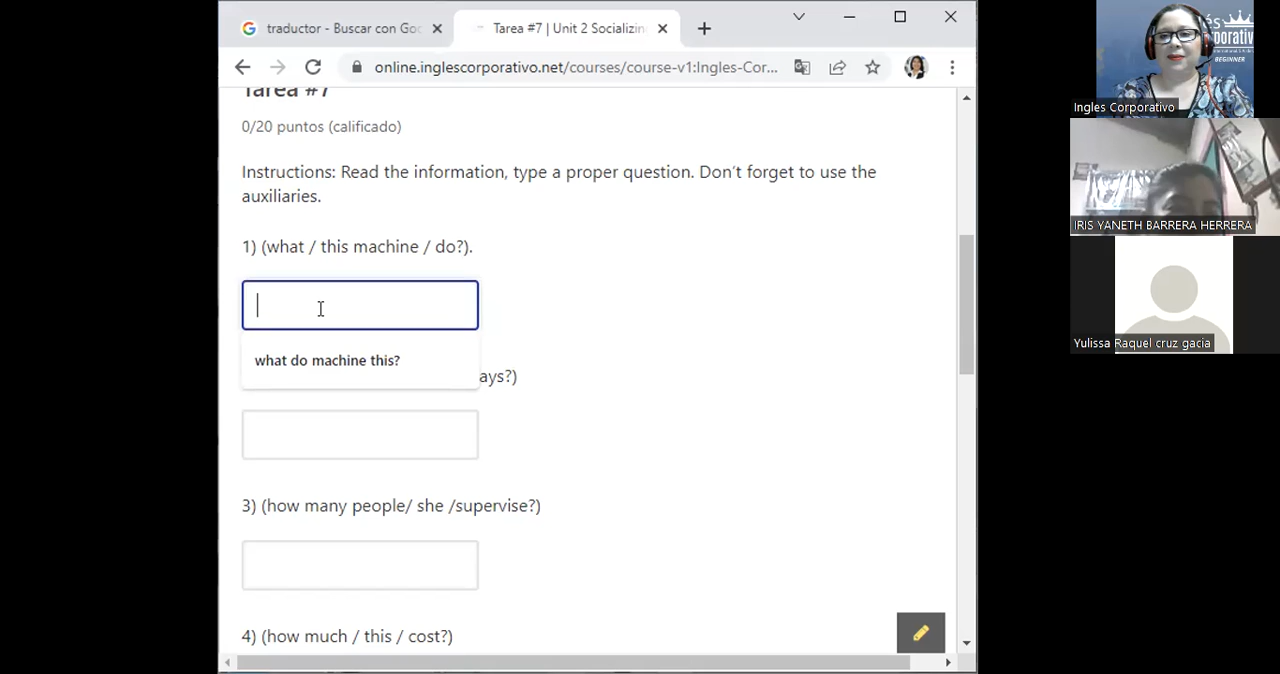 traductor - Buscar con Goo
Tarea #7 | Unit 2 Socializin
online.inglescorporativo.net/courses/course-v1:Ingles-Cor...
Tarea #7
0/20 puntos (calificado)
Instructions: Read the information, type a proper question. Don´t forget to use the
auxiliaries.
1) (what / this machine / do?).
what do machine this?
ays?)
3) (how many people/ she /supervise?)
4) (how much / this / cost?)
BEGINNER
Ingles Corporativo
IRIS YANETH BARRERA HERRERA
Yulissa Raquel cruz gacia